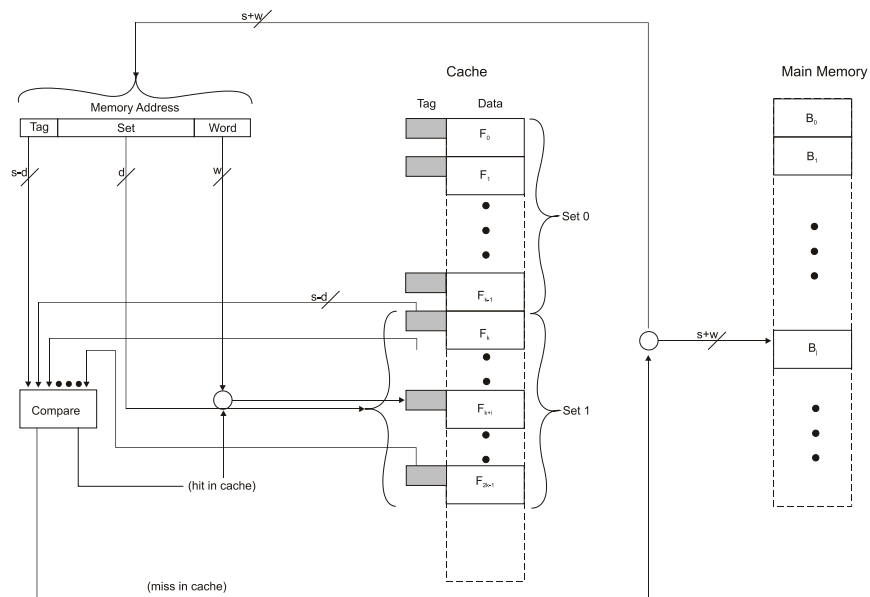 s+w
Cache
Main Memory
Memory Address
Tag Set Word
s-d
d
w
Tag Data
F0
F1
Set 0
Fk-1
s-d
Fk
Fk+i
Set 1
F2k-1
B0
B1
s+w
Bj
Compare
(hit in cache)
(miss in cache)